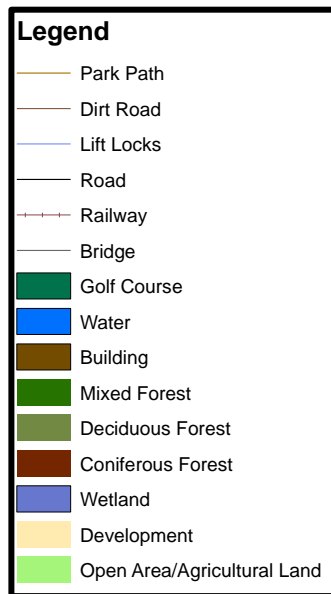 Legend
Park Path
Dirt Road
Lift Locks
Road
Railway
Bridge
Golf Course
Water
Building
Mixed Forest
Deciduous Forest
Coniferous Forest
Wetland
Development
Open Area/Agricultural Land